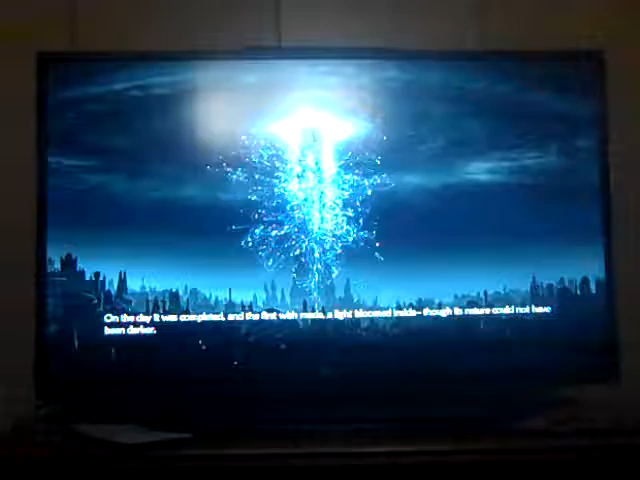 On the day it was completed, and the first wish made, a light bloomed inside- though its nature could not have
been darker.